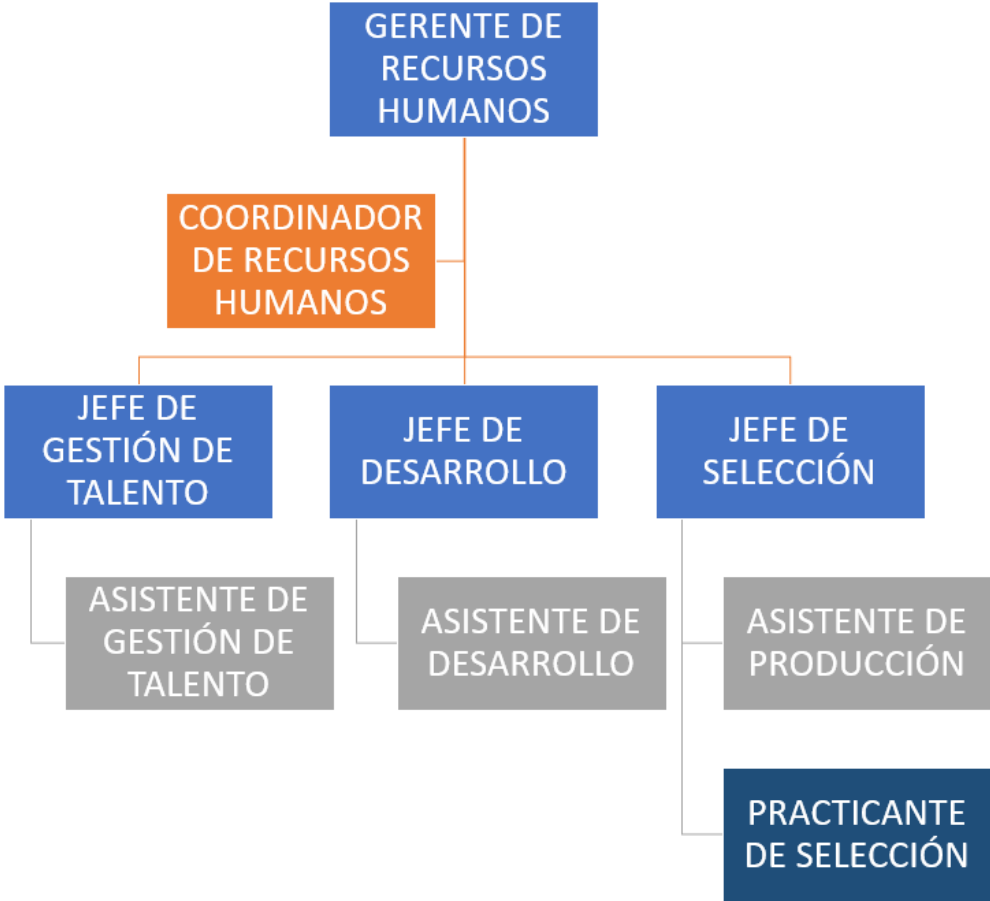 GERENTE DE
RECURSOS
HUMANOS
COORDINADOR
DE RECURSOS
HUMANOS
JEFE DE
GESTIÓN DE
TALENTO
JEFE DE
DESARROLLO
JEFE DE
SELECCIÓN
ASISTENTE DE
GESTIÓN DE
TALENTO
ASISTENTE DE
DESARROLLO
ASISTENTE DE
PRODUCCIÓN
PRACTICANTE
DE SELECCIÓN